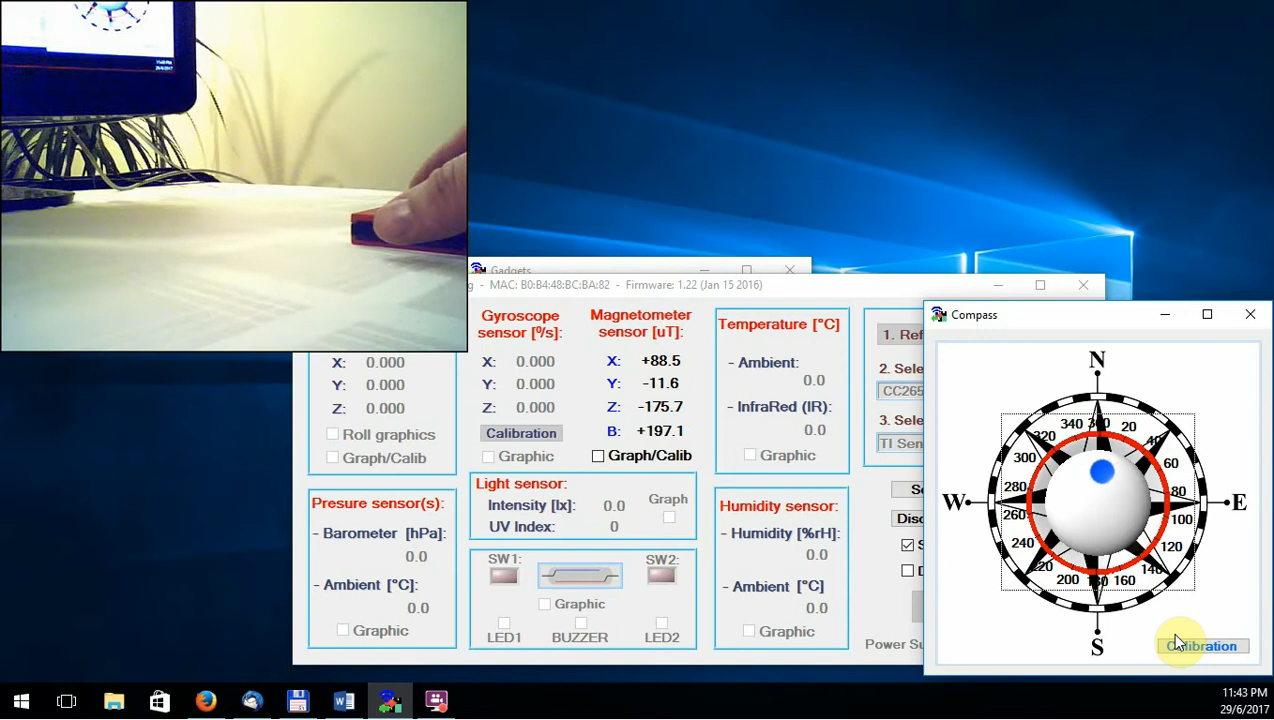 Gadgets
g - MAC: B0:B4:48:BC:BA:82 - Firmware: 1.22 (Jan 15 2016)
X: 0.000
Y: 0.000
Z: 0.000
Roll graphics
Graph/Calib
Gyroscope
sensor [º/s]:
X: 0.000
Y: 0.000
Z: 0.000
Calibration
Graphic
Magnetometer
sensor [uT]:
X: +88.5
Y: -11.6
Z: -175.7
B: +197.1
Graph/Calib
Temperature [°C]
- Ambient:
0.0
- InfraRed (IR):
0.0
Graphic
1. Ref
2. Sele
CC265
3. Selec
TI Sen
Se
Disc
S
D
Power Su
Presure sensor(s):
- Barometer [hPa]:
0.0
- Ambient [°C]:
0.0
Graphic
Light sensor:
Intensity [lx]: 0.0
UV Index: 0
Graph
SW1:
SW2:
Graphic
LED1 BUZZER LED2
Humidity sensor:
- Humidity [%rH]
0.0
- Ambient [°C]
0.0
Graphic
Compass
N
W
E
S
340 360 20
320 40
300 60
280 80
260 100
240 120
220 140
200 180 160
Calibration
11:43 PM
29/6/2017